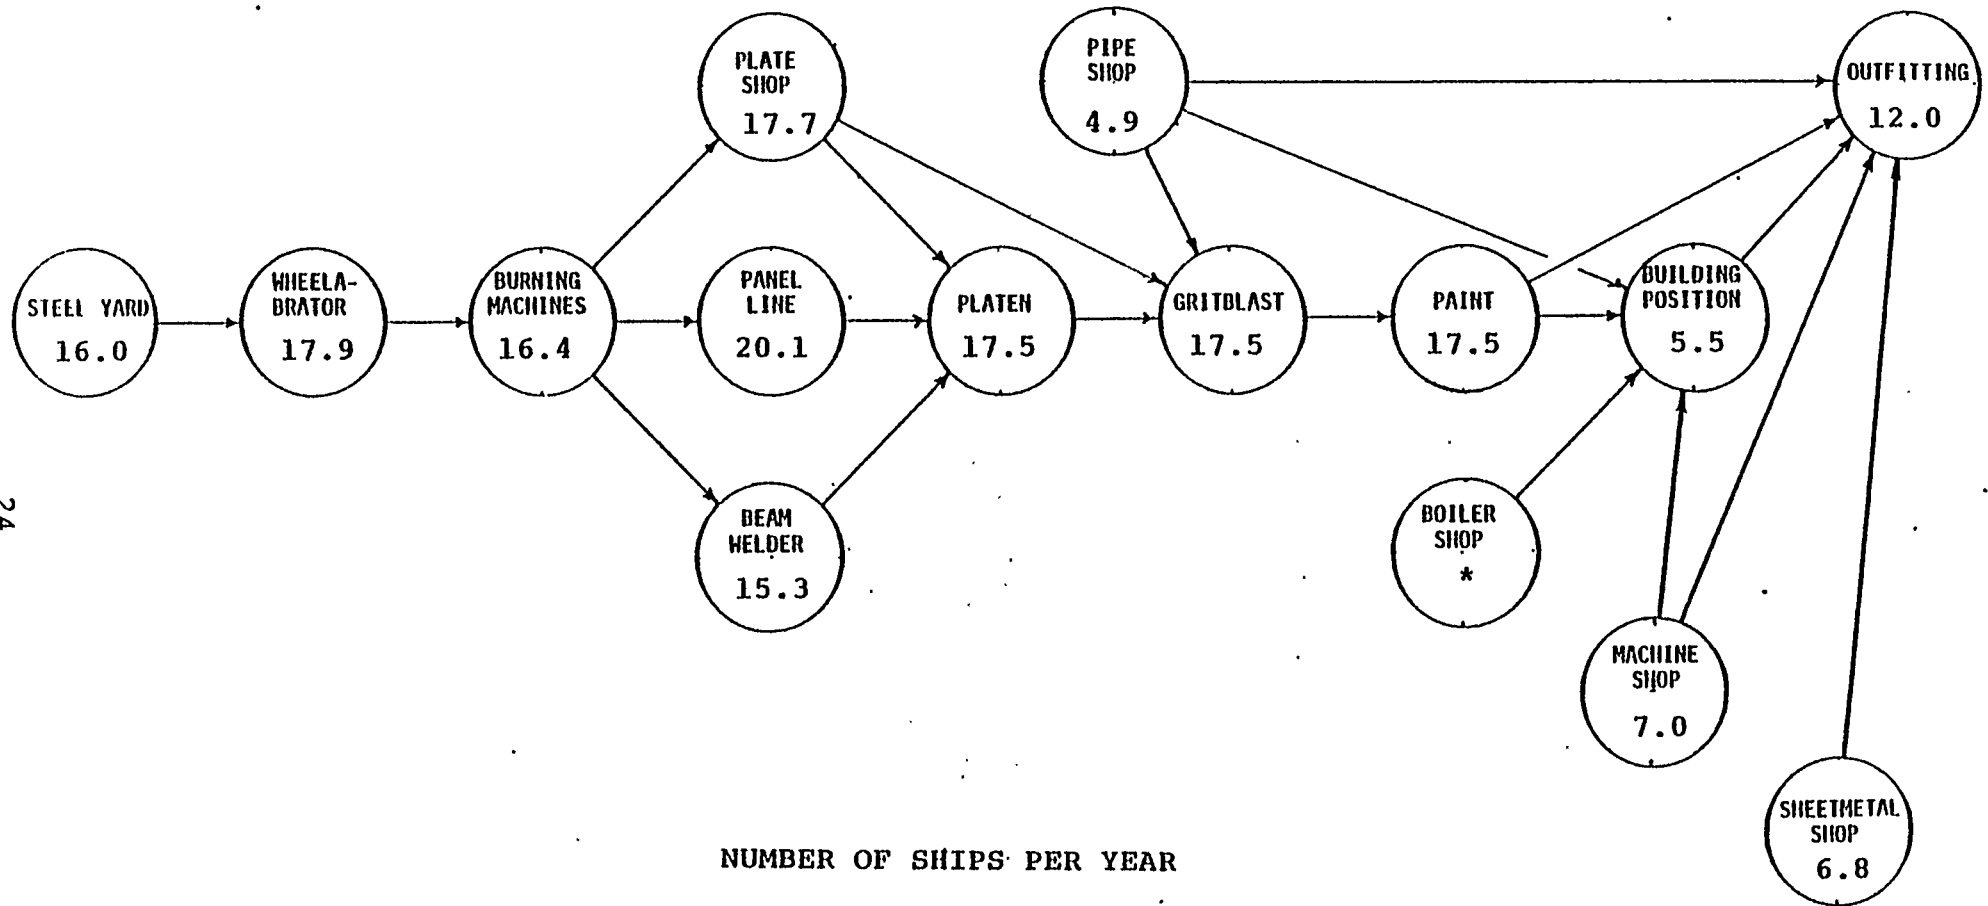 PLATE
SHOP
17.7
PIPE
SHOP
4.9
OUTFITTING
12.0
STEEL YARD
16.0
WHEELA-
BRATOR
17.9
BURNING
MACHINES
16.4
PANEL
LINE
20.1
PLATEN
17.5
GRITBLAST
17.5
PAINT
17.5
BUILDING
POSITION
5.5
BEAM
WELDER
15.3
BOILER
SHOP
*
MACHINE
SHOP
7.0
SHEETMETAL
SHOP
6.8
NUMBER OF SHIPS PER YEAR
24